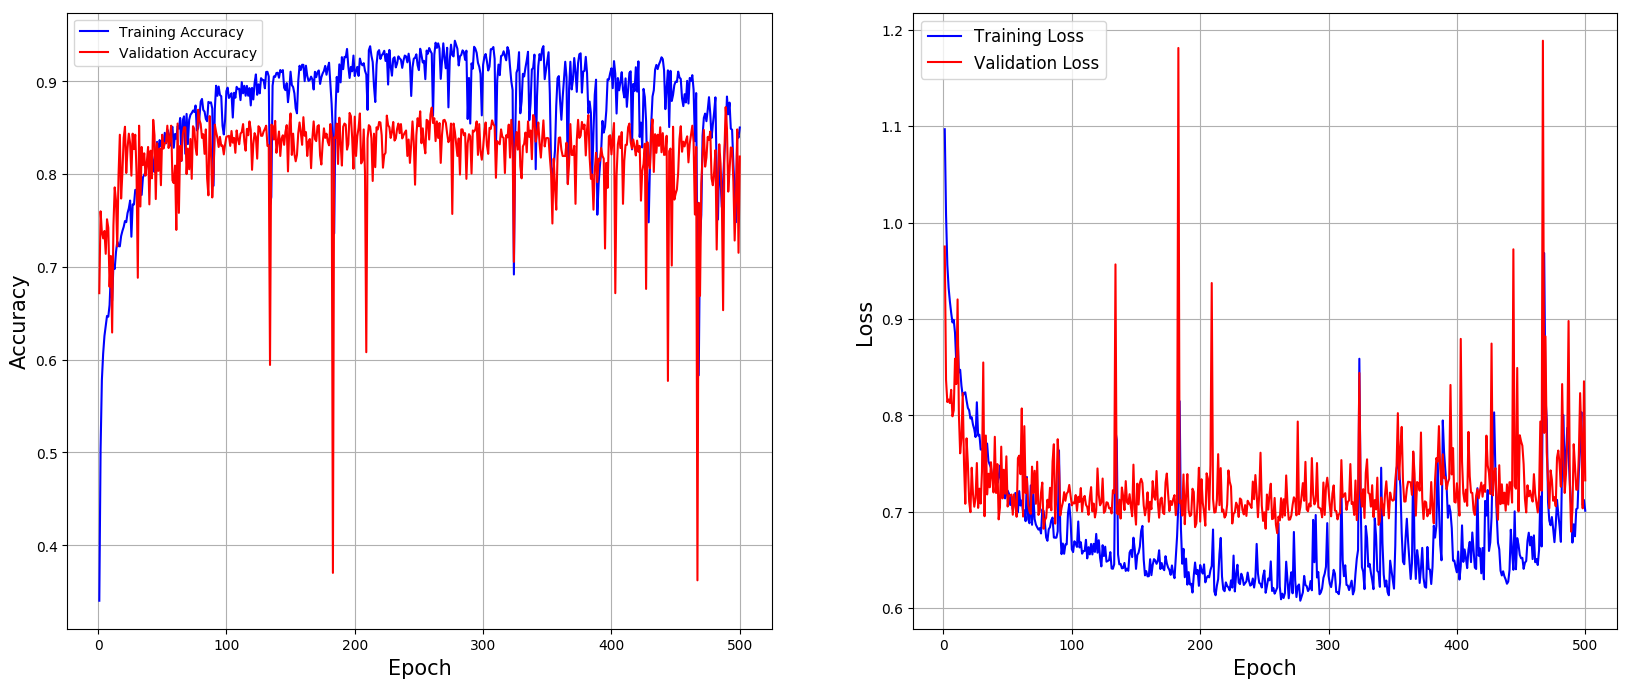 Training Accuracy
Validation Accuracy
0.9
0.8
0.7
0.6
0.5
0.4
Accuracy
0 100 200 300 400 500
Epoch
Training Loss
Validation Loss
1.2
1.1
1.0
0.9
0.8
0.7
0.6
Loss
0 100 200 300 400 500
Epoch